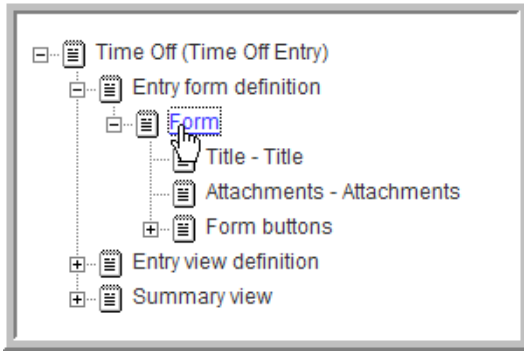 Time Off (Time Off Entry)
Entry form definition
Form
Title - Title
Attachments - Attachments
Form buttons
Entry view definition
Summary view